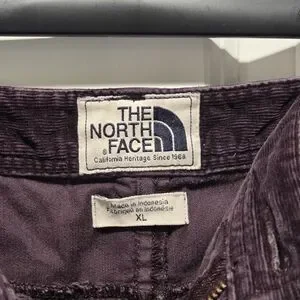 THE
NORTH
FACE
®
California Heritage Since 1968
Made in Indonesia
Fabriqué en Indonésie
XL